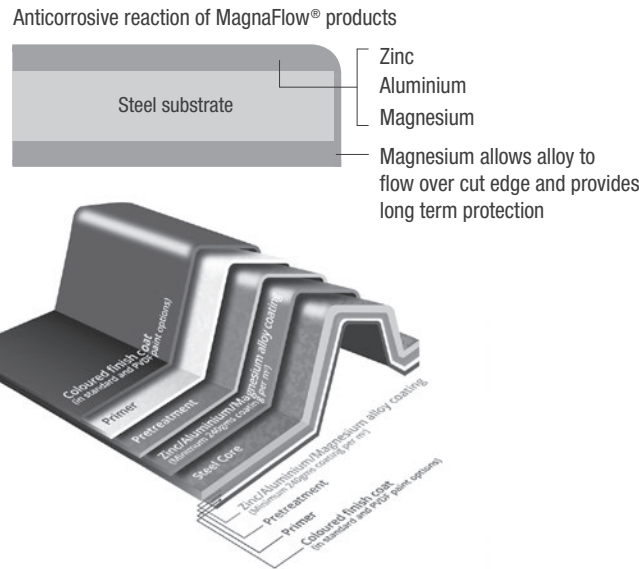 Anticorrosive reaction of MagnaFlow® products
Zinc
Aluminium
Magnesium
Steel substrate
Magnesium allows alloy to
flow over cut edge and provides
long term protection
Coloured finish coat
(in standard and PVDF paint options)
Primer
Pretreatment
Zinc/Aluminium/Magnesium alloy coating
(Minimum 240gms coating per m²)
Steel Core
Zinc/Aluminium/Magnesium alloy coating
(Minimum 240gms coating per m²)
Pretreatment
Primer
Coloured finish coat
(in standard and PVDF paint options)